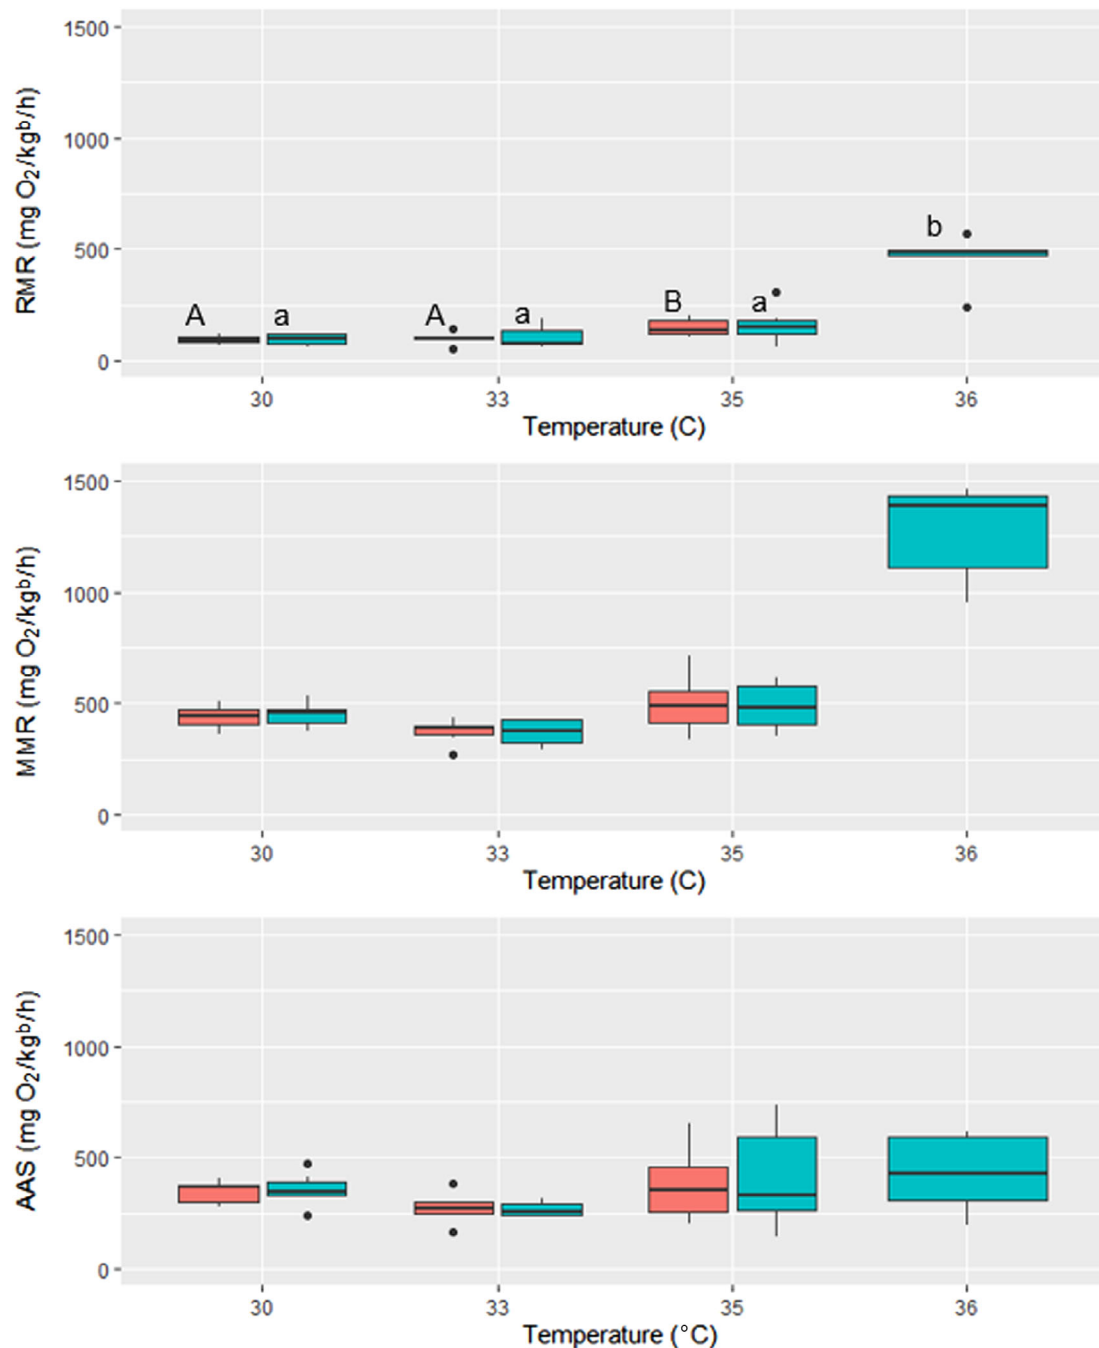 1500
1000
500
0
RMR (mg O₂/kgᵇ/h)
A a A a B a b
30 33 35 36
Temperature (C)
1500
1000
500
0
MMR (mg O₂/kgᵇ/h)
30 33 35 36
Temperature (C)
1500
1000
500
0
AAS (mg O₂/kgᵇ/h)
30 33 35 36
Temperature (°C)